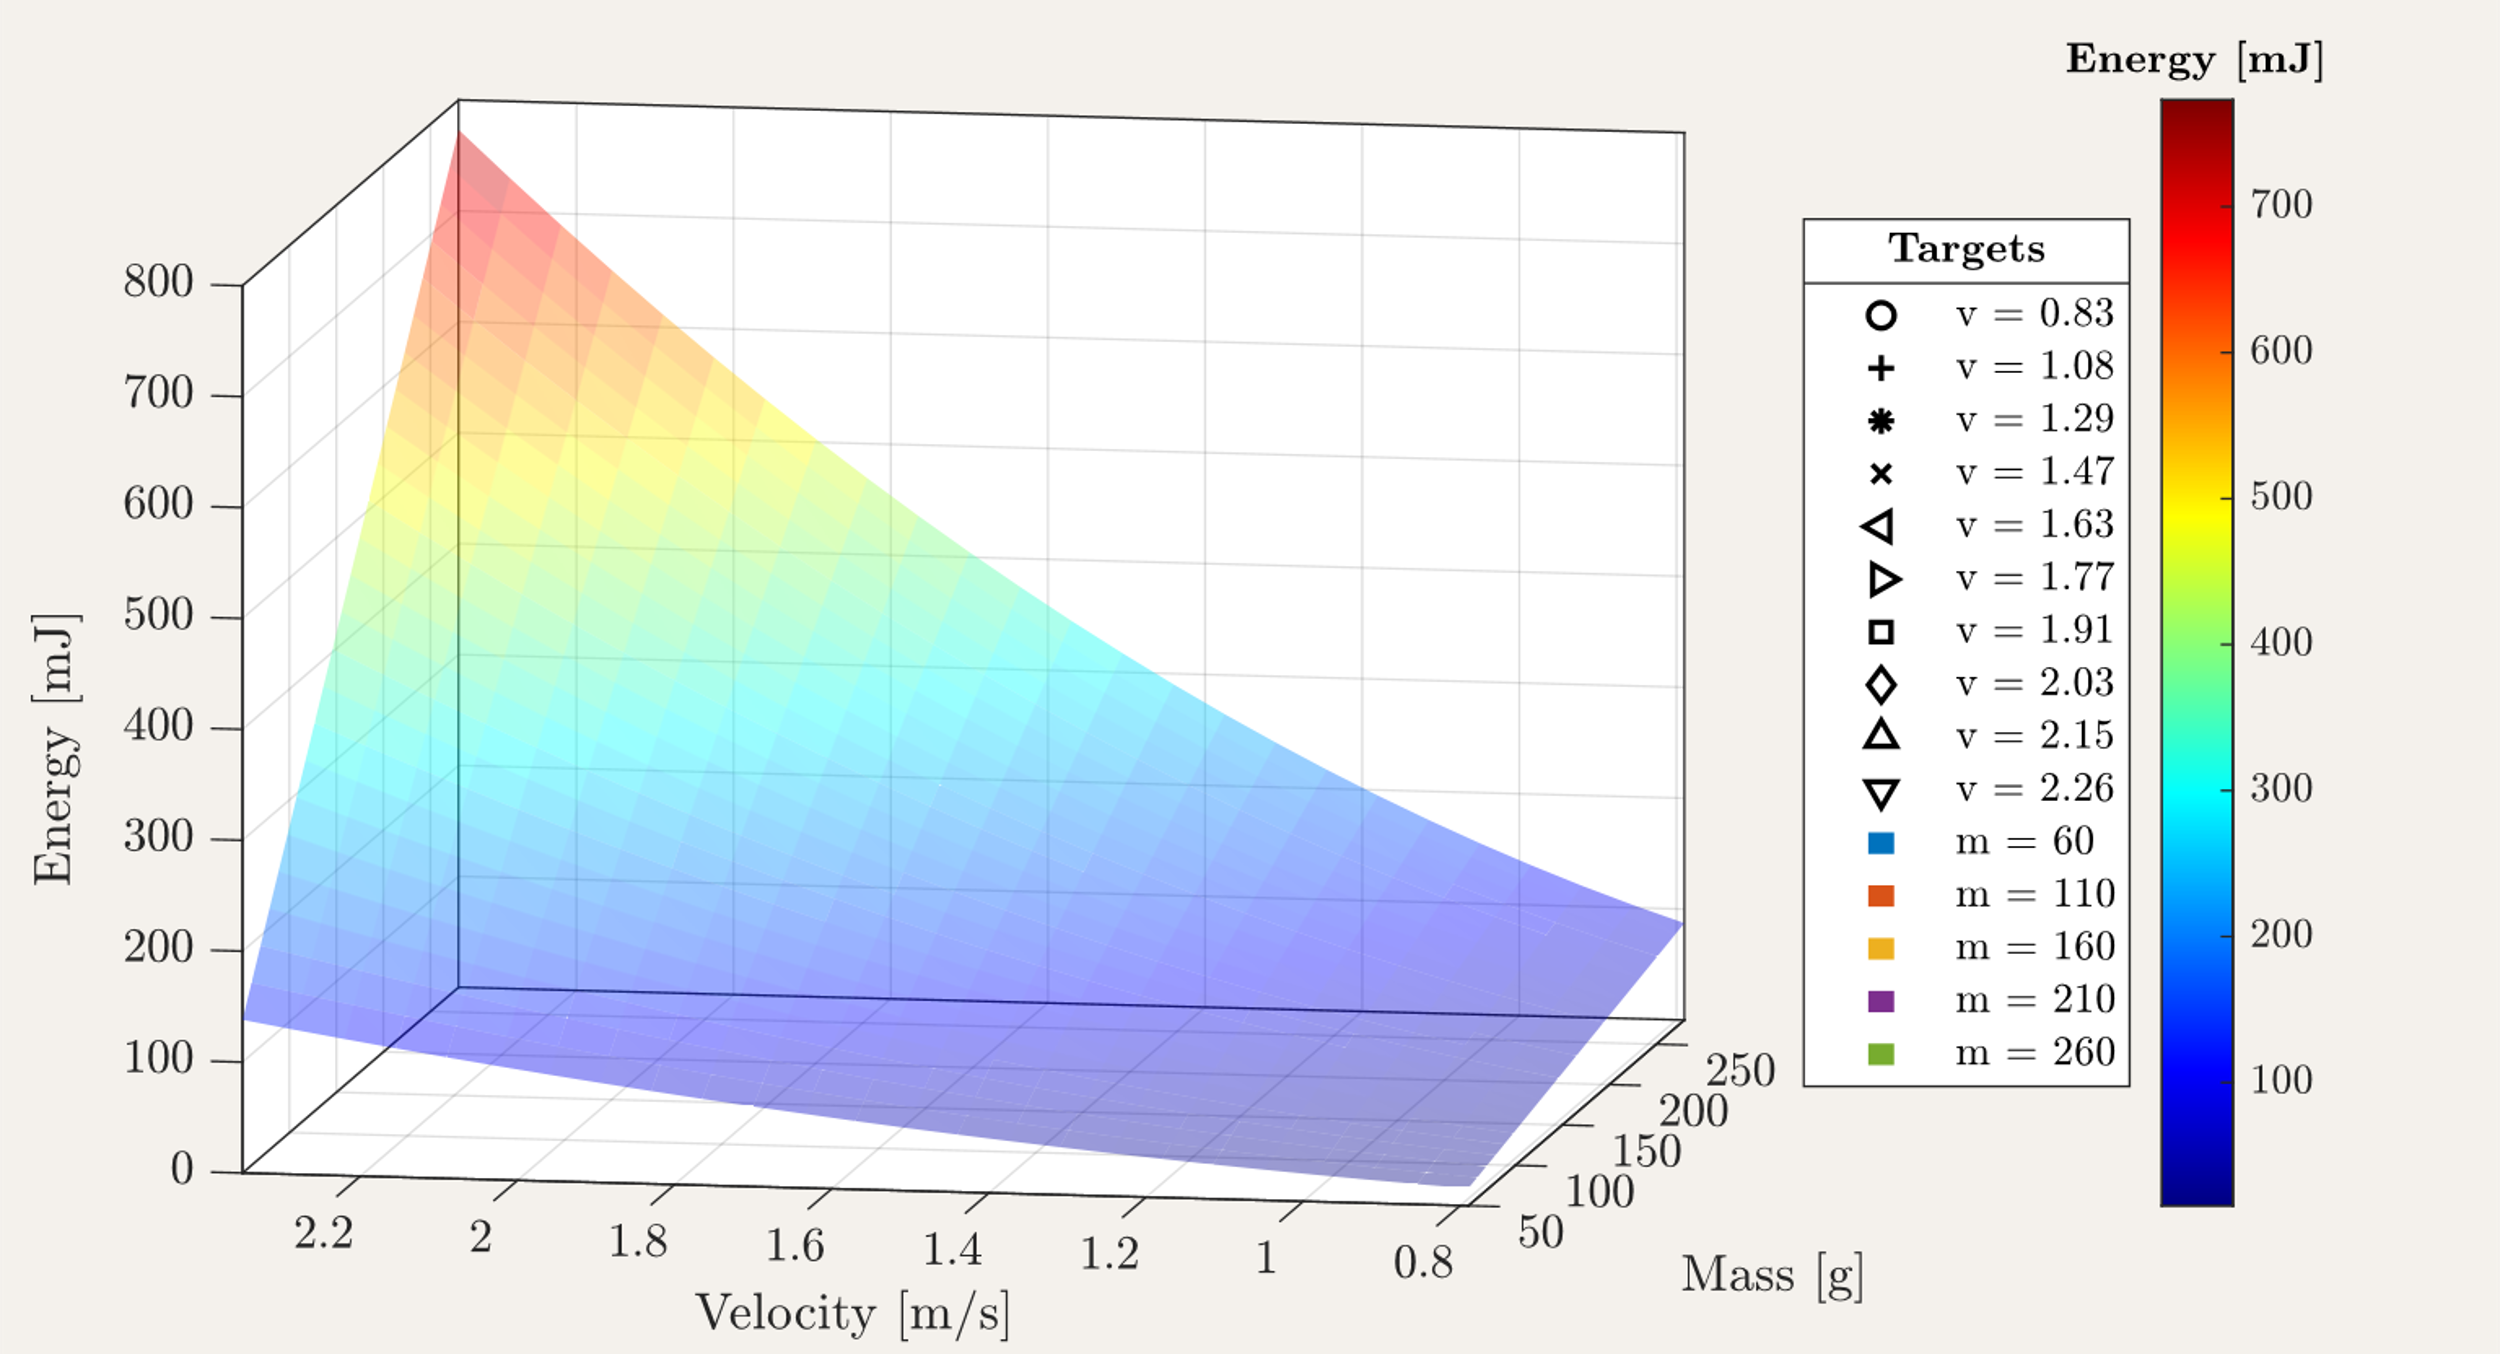 Energy [mJ]
800
700
600
500
400
300
200
100
0
Energy [mJ]
2.2
2
1.8
1.6
1.4
1.2
1
0.8
Velocity [m/s]
50
100
150
200
250
Mass [g]
Targets
v = 0.83
v = 1.08
v = 1.29
v = 1.47
v = 1.63
v = 1.77
v = 1.91
v = 2.03
v = 2.15
v = 2.26
m = 60
m = 110
m = 160
m = 210
m = 260
700
600
500
400
300
200
100